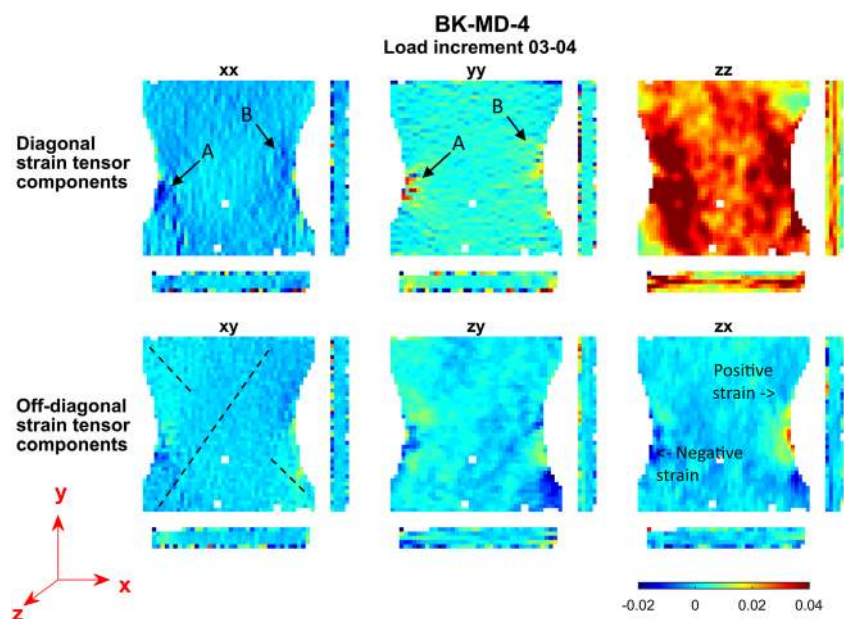 BK-MD-4
Load increment 03-04
xx
yy
zz
Diagonal
strain tensor
components
A
B
A
B
xy
zy
zx
Off-diagonal
strain tensor
components
Positive
strain ->
<- Negative
strain
y
x
z
-0.02
0
0.02
0.04